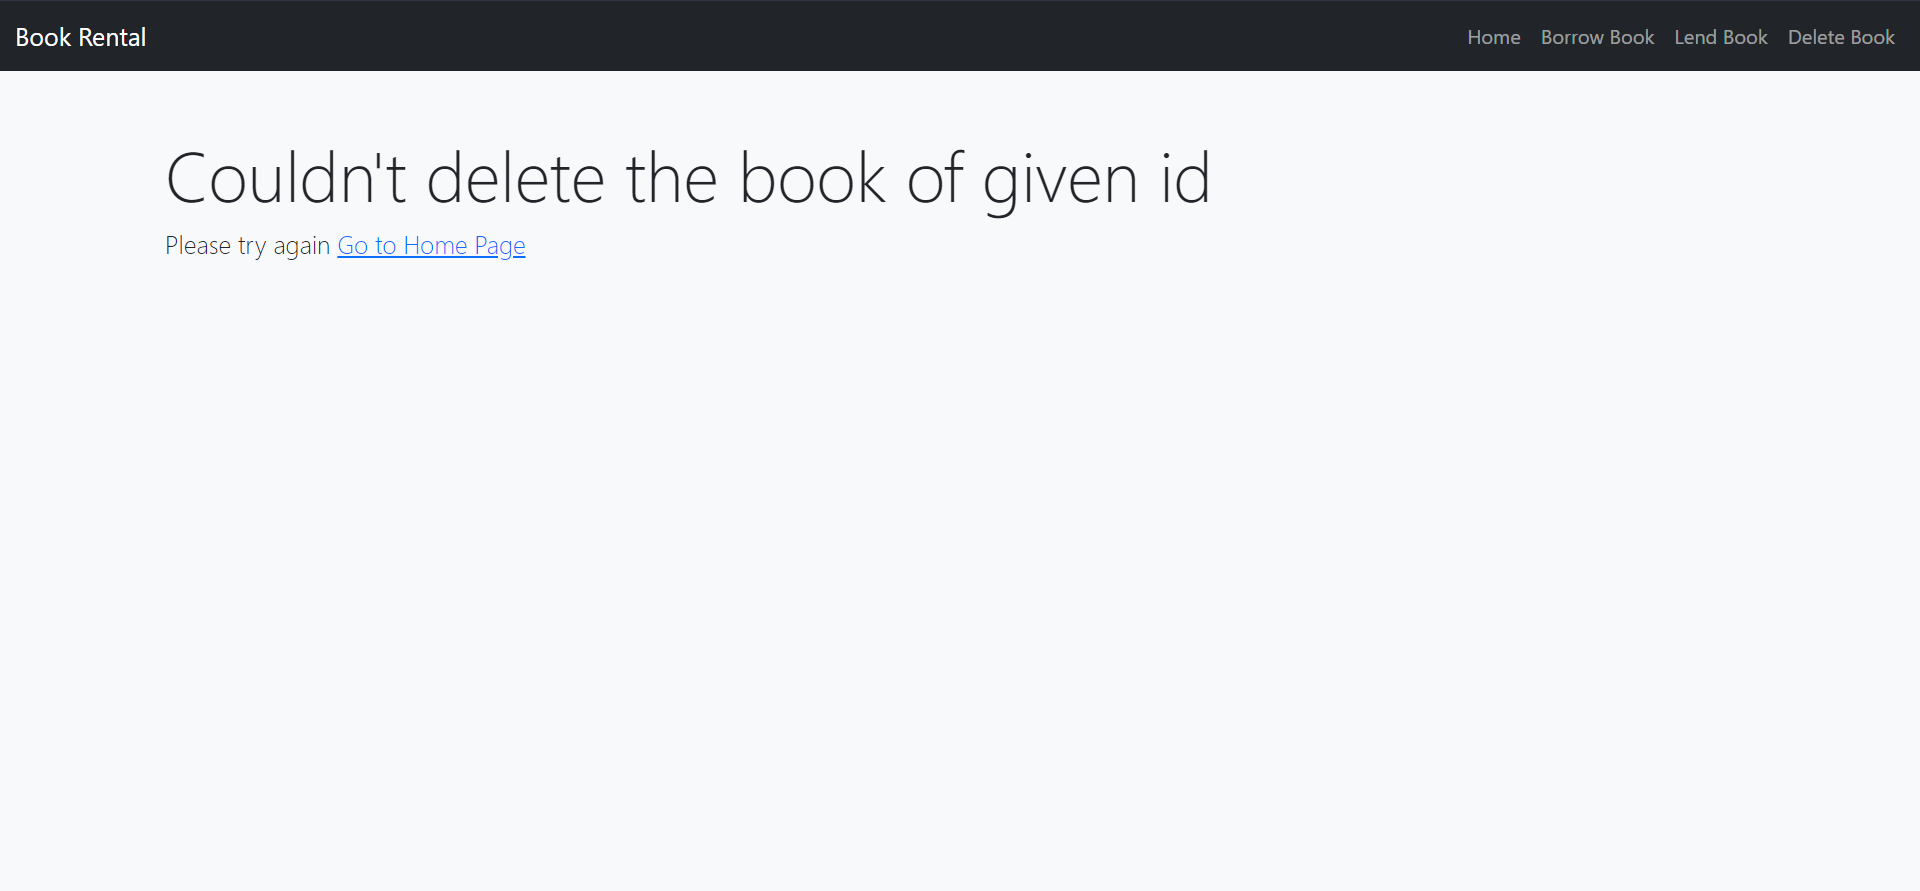 Book Rental
Home Borrow Book Lend Book Delete Book
Couldn't delete the book of given id
Please try again Go to Home Page